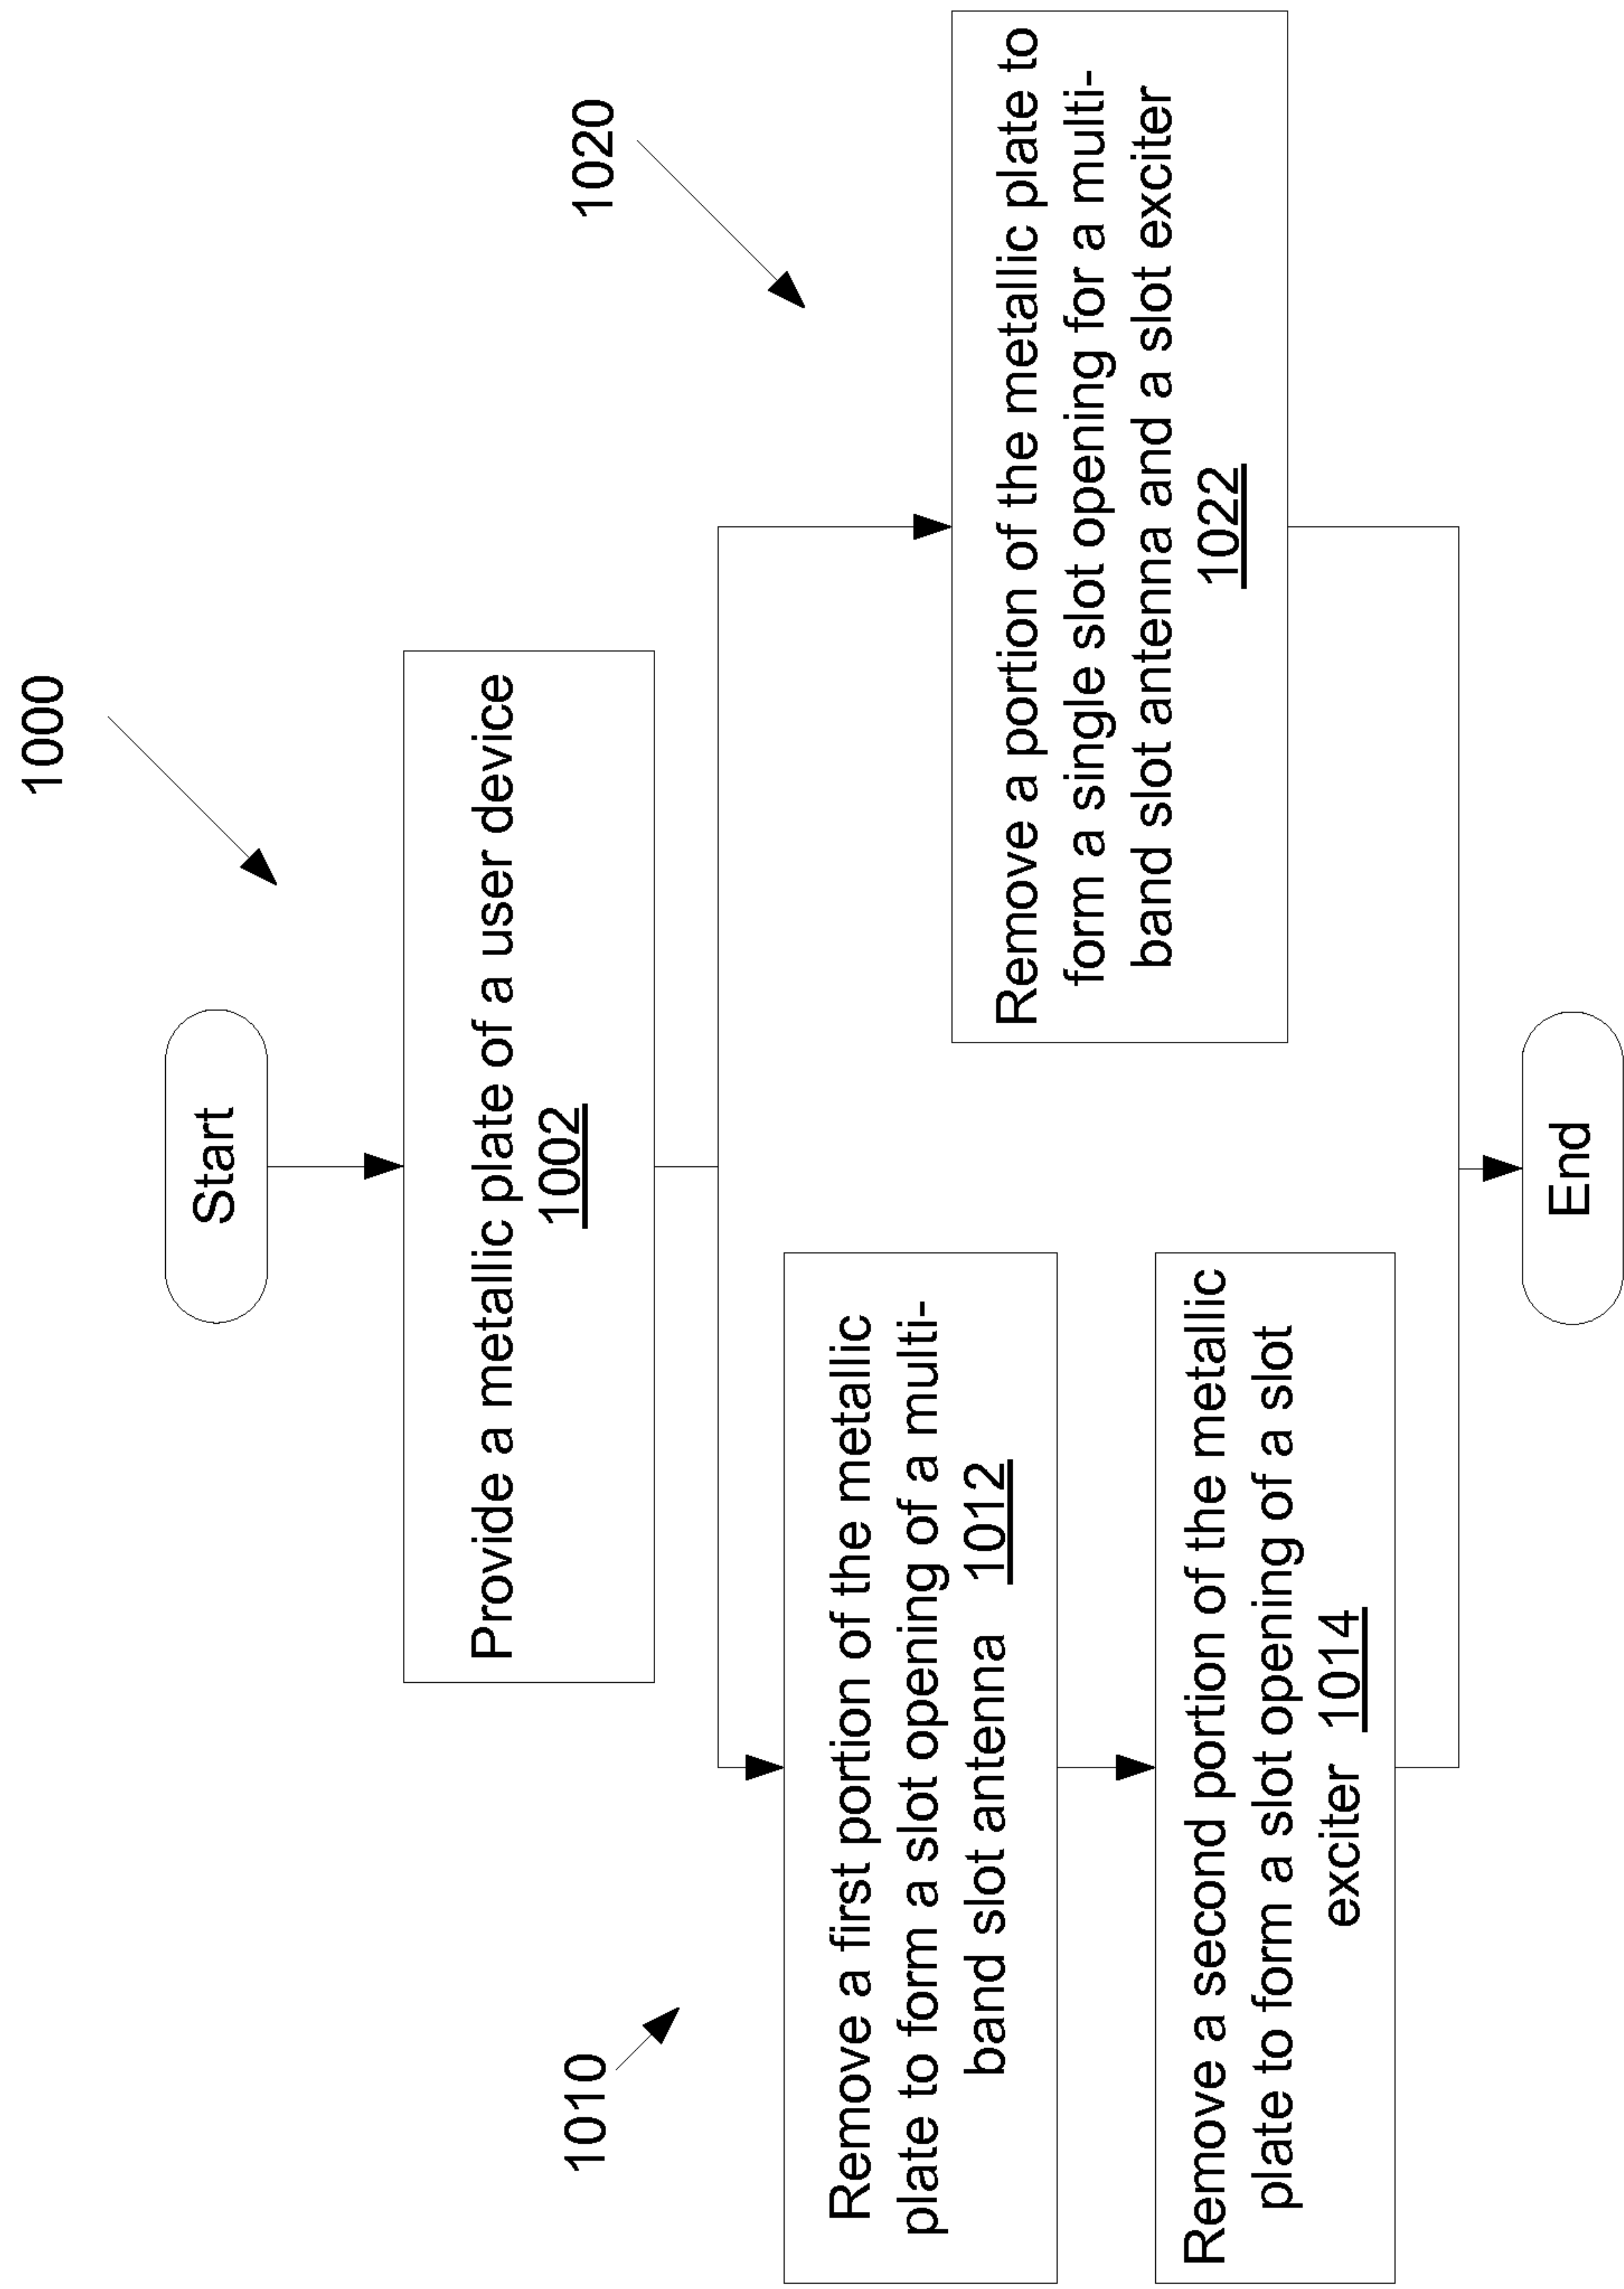 1000
Start
Provide a metallic plate of a user device
1002
1010
1020
Remove a first portion of the metallic
plate to form a slot opening of a multi-
band slot antenna 1012
Remove a second portion of the metallic
plate to form a slot opening of a slot
exciter 1014
Remove a portion of the metallic plate to
form a single slot opening for a multi-
band slot antenna and a slot exciter
1022
End